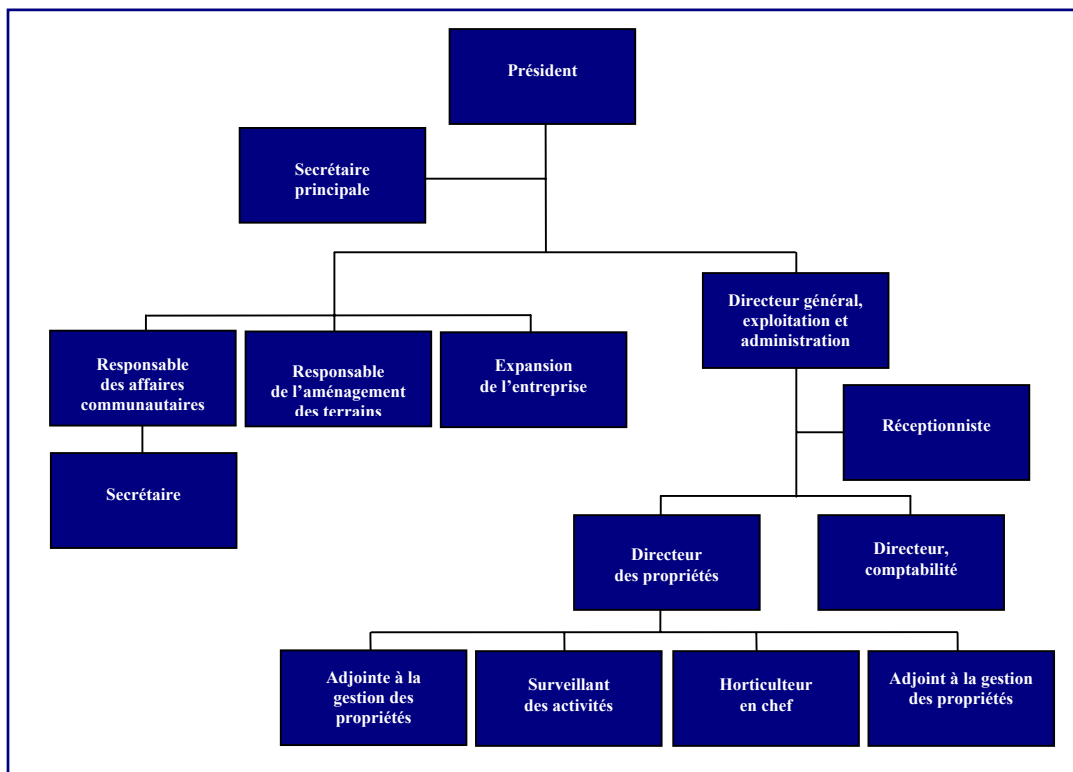 Président
Secrétaire
principale
Directeur général,
exploitation et
administration
Responsable
des affaires
communautaires
Responsable
de l’aménagement
des terrains
Expansion
de l’entreprise
Réceptionniste
Secrétaire
Directeur
des propriétés
Directeur,
comptabilité
Adjointe à la
gestion des
propriétés
Surveillant
des activités
Horticulteur
en chef
Adjoint à la gestion
des propriétés